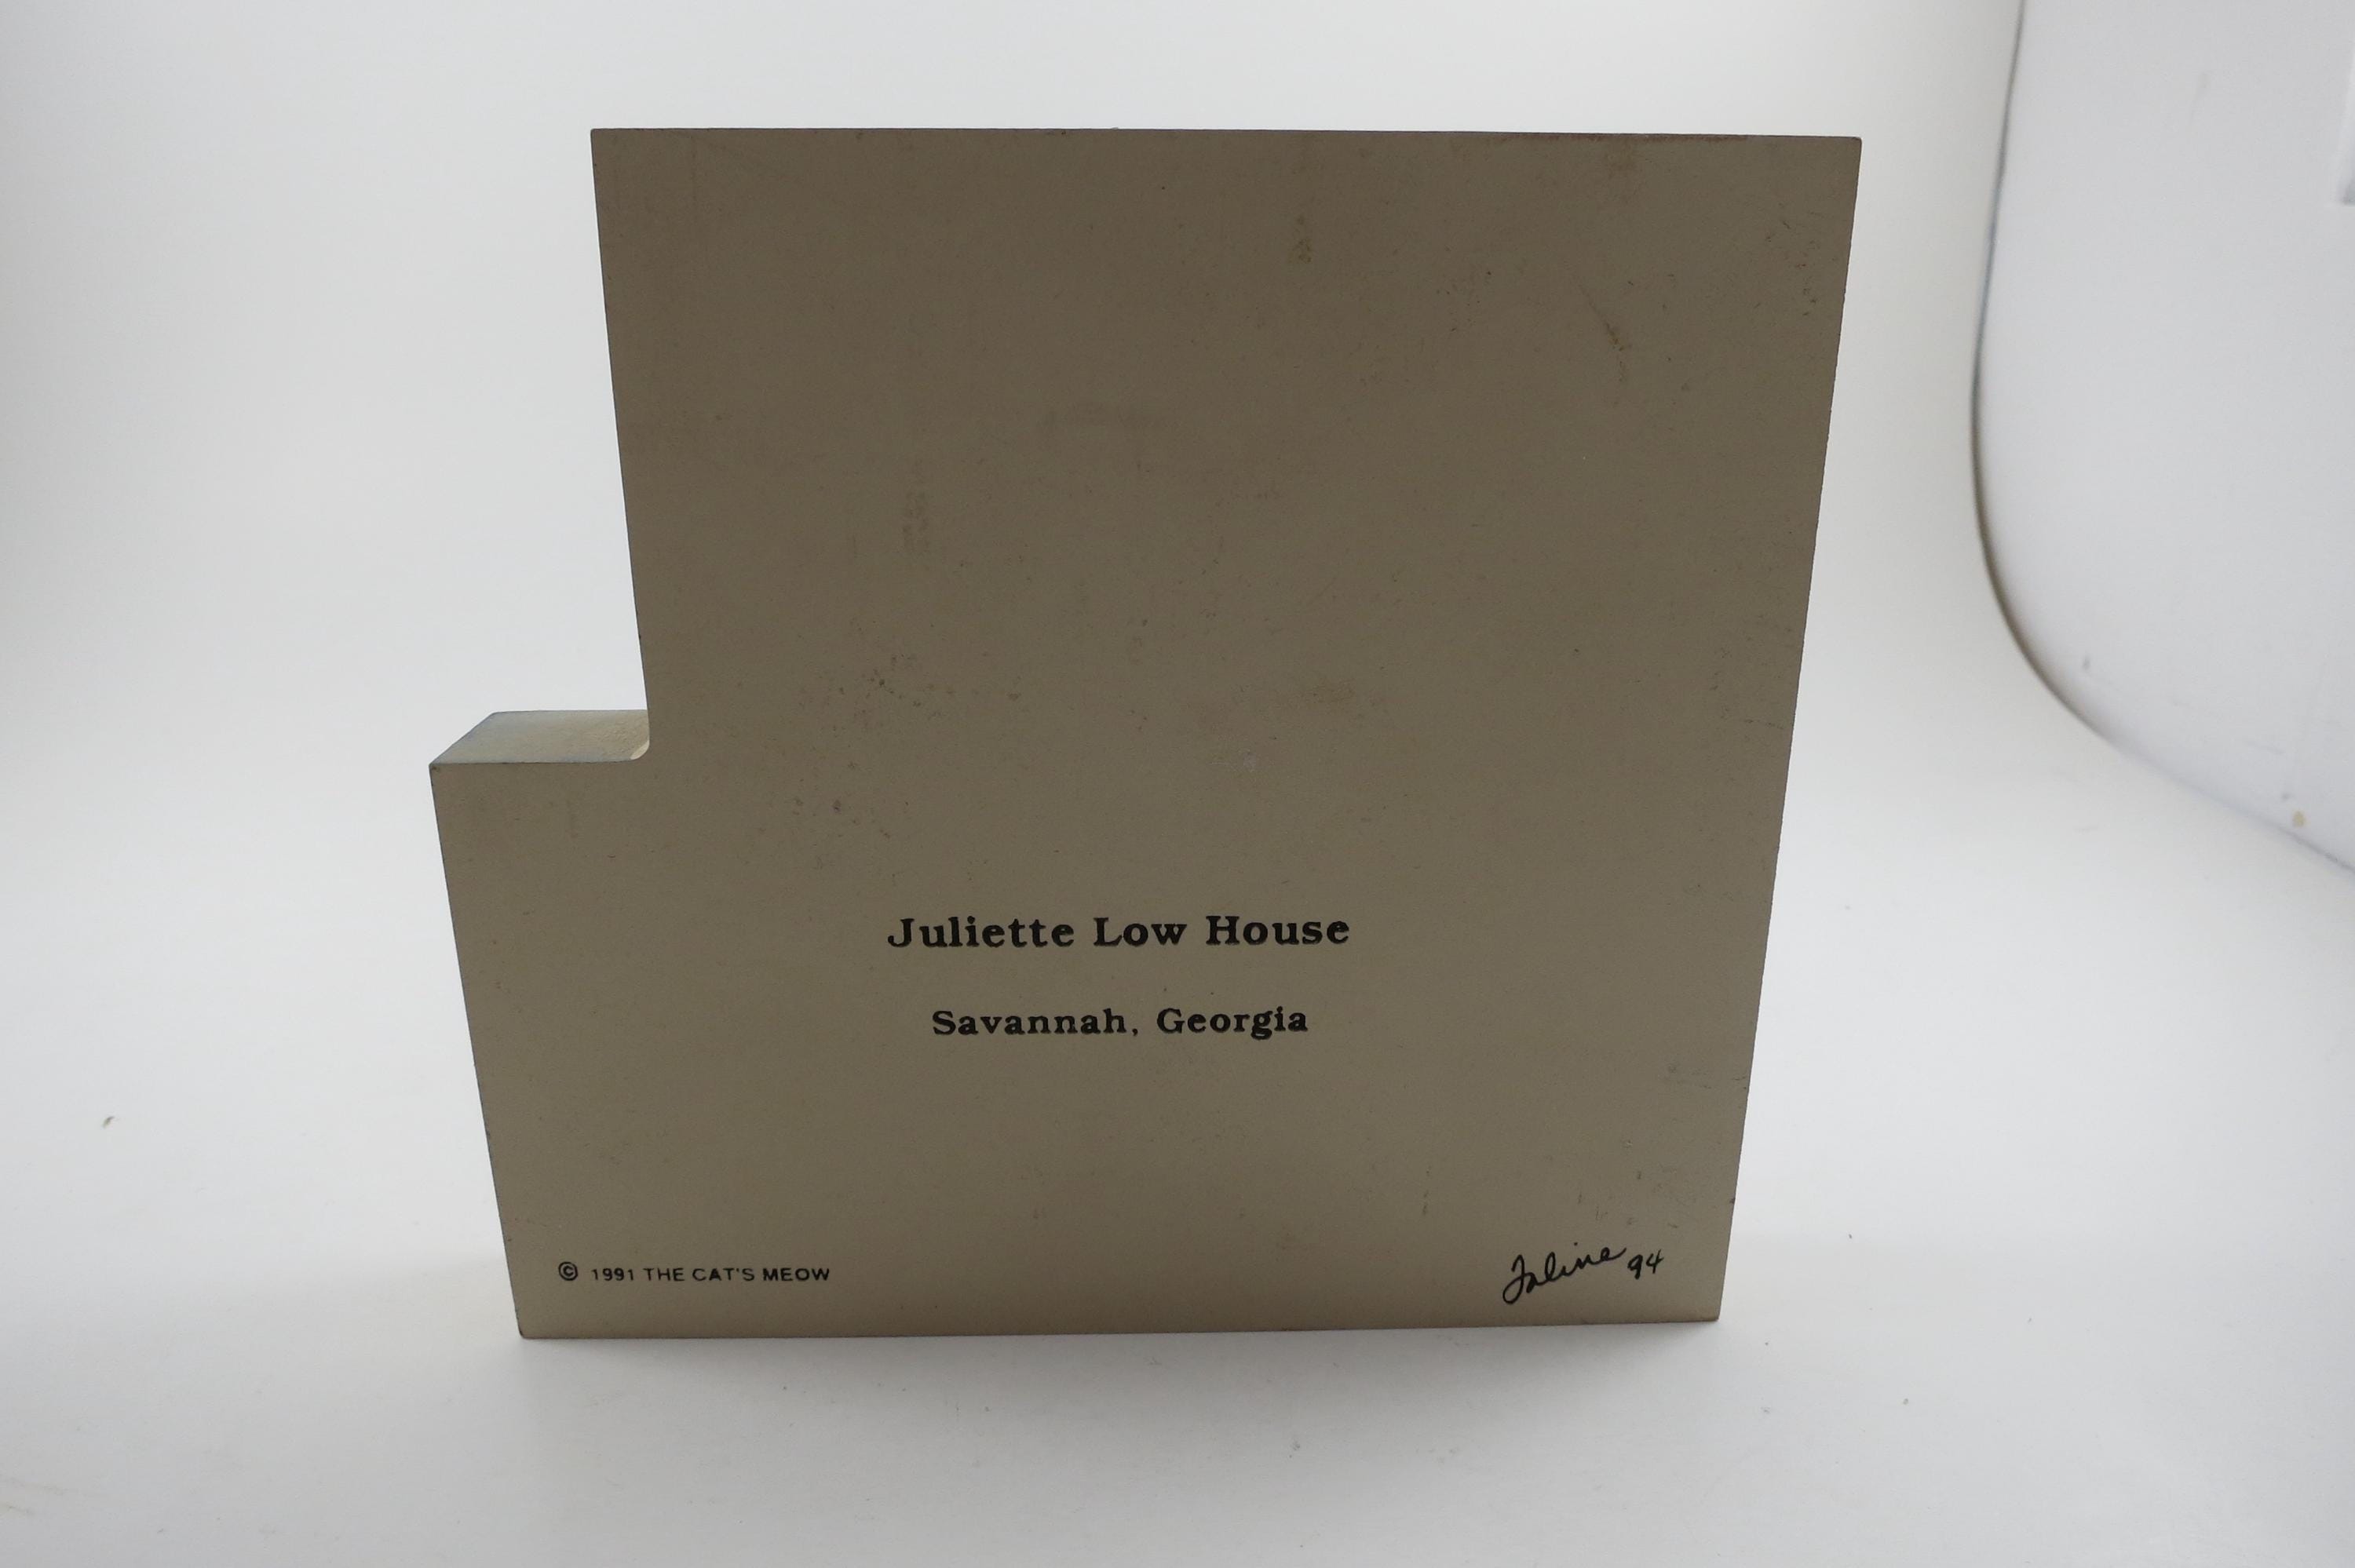 Juliette Low House
Savannah, Georgia
© 1991 THE CAT'S MEOW
Faline 94